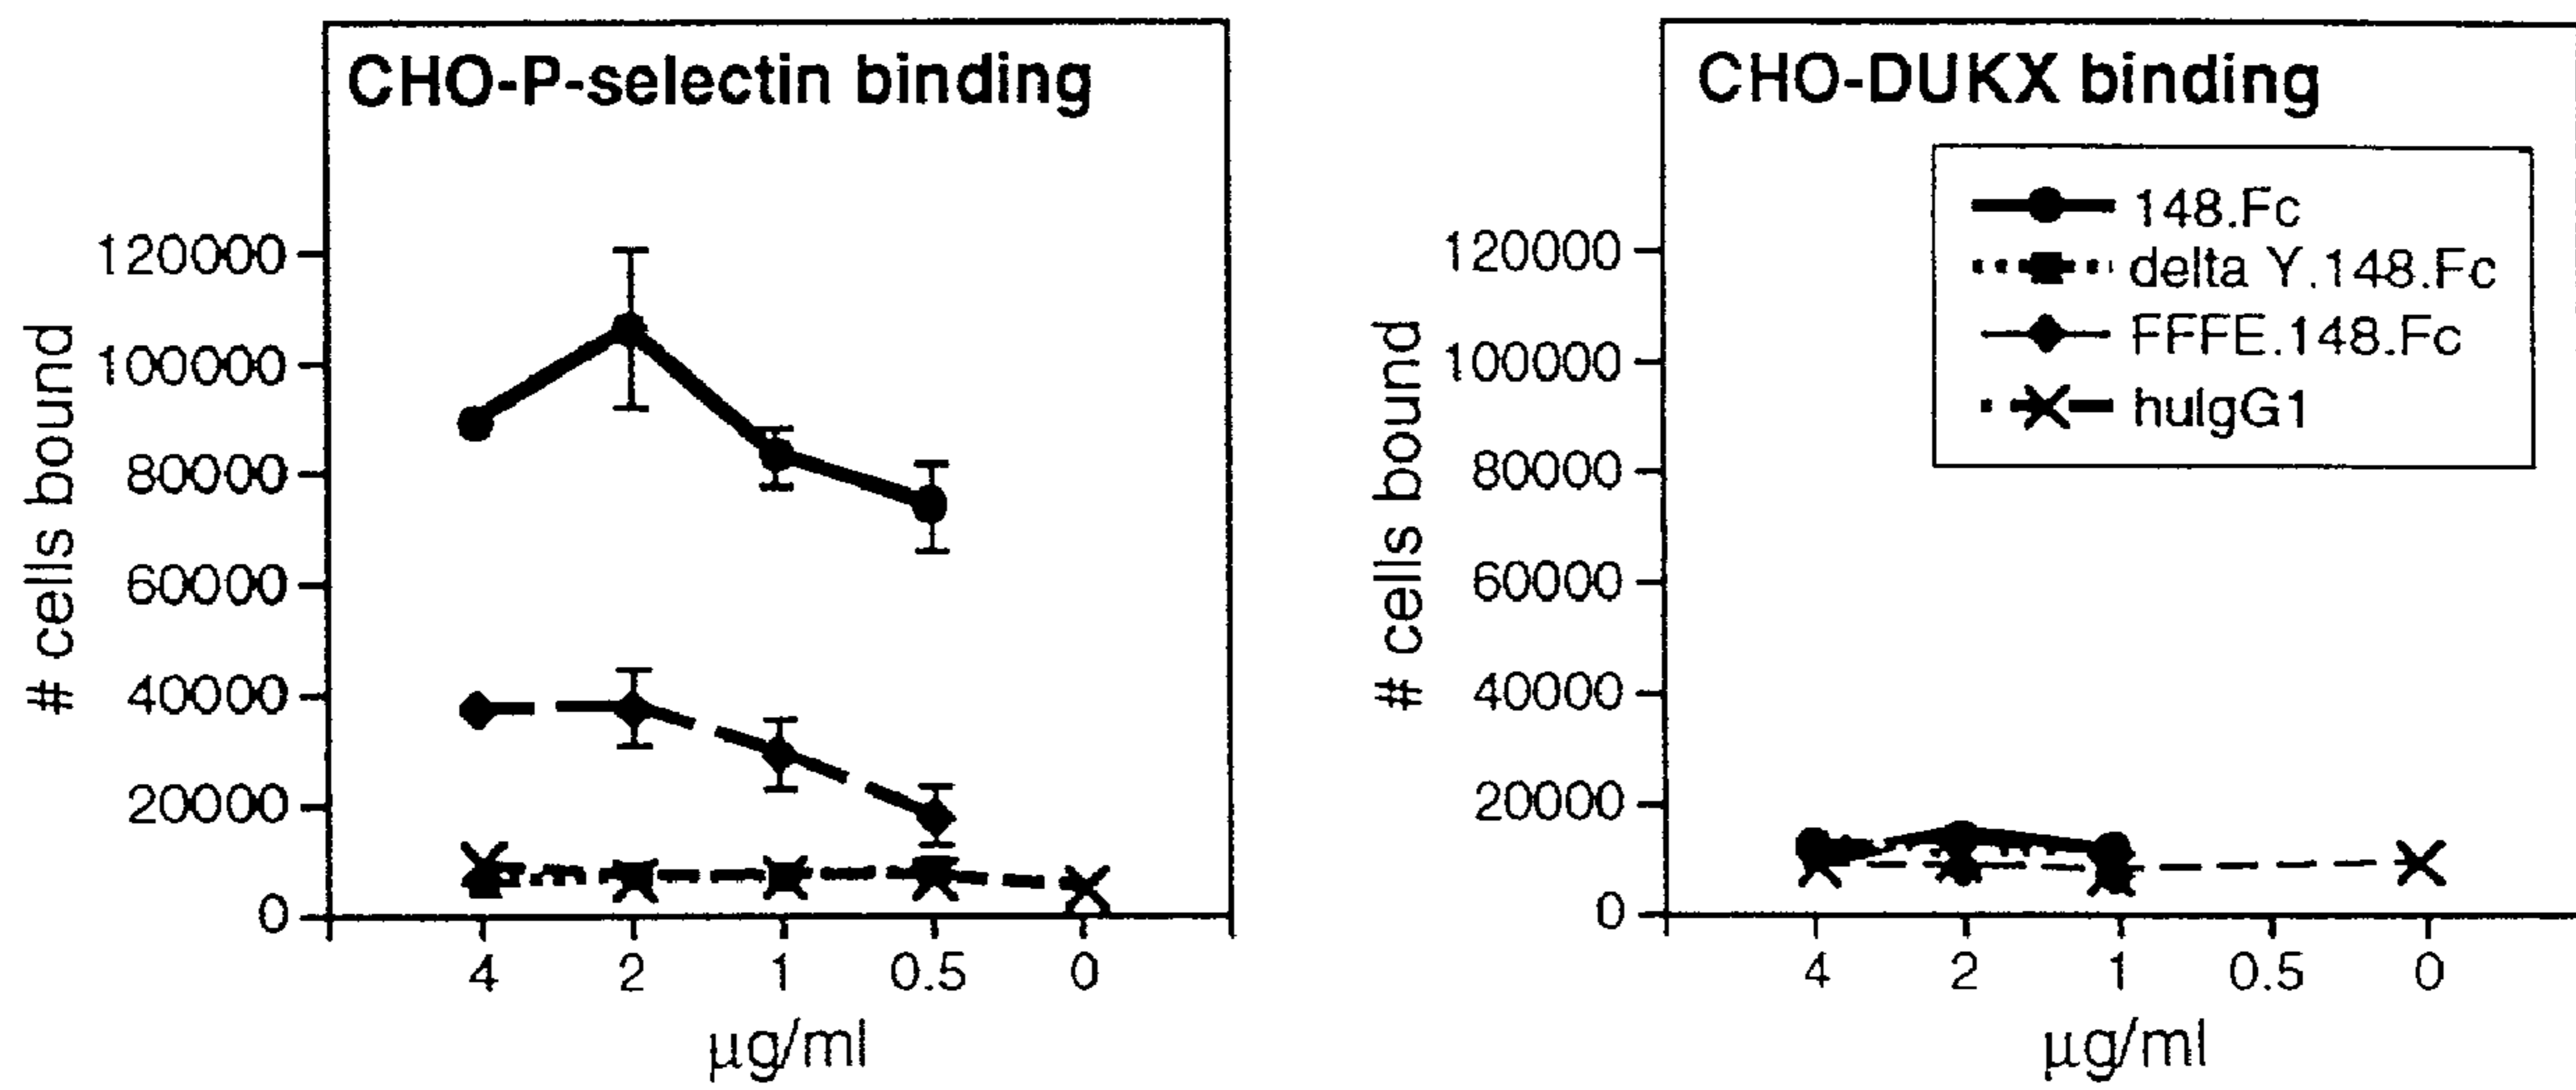 CHO-P-selectin binding
# cells bound
120000
100000
80000
60000
40000
20000
0
4 2 1 0.5 0
µg/ml
CHO-DUKX binding
148.Fc
delta Y.148.Fc
FFFE.148.Fc
huIgG1
# cells bound
120000
100000
80000
60000
40000
20000
0
4 2 1 0.5 0
µg/ml